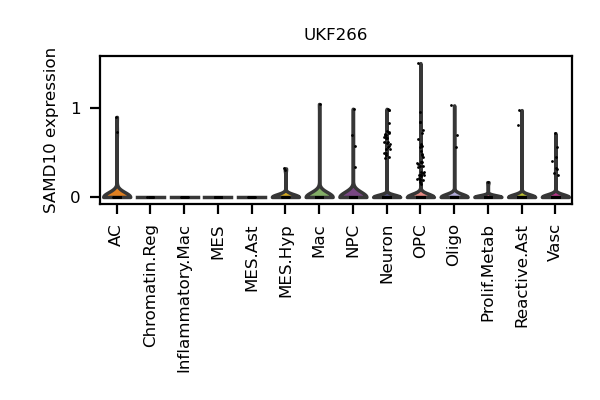 UKF266
SAMD10 expression
1
0
AC
Chromatin.Reg
Inflammatory.Mac
MES
MES.Ast
MES.Hyp
Mac
NPC
Neuron
OPC
Oligo
Prolif.Metab
Reactive.Ast
Vasc